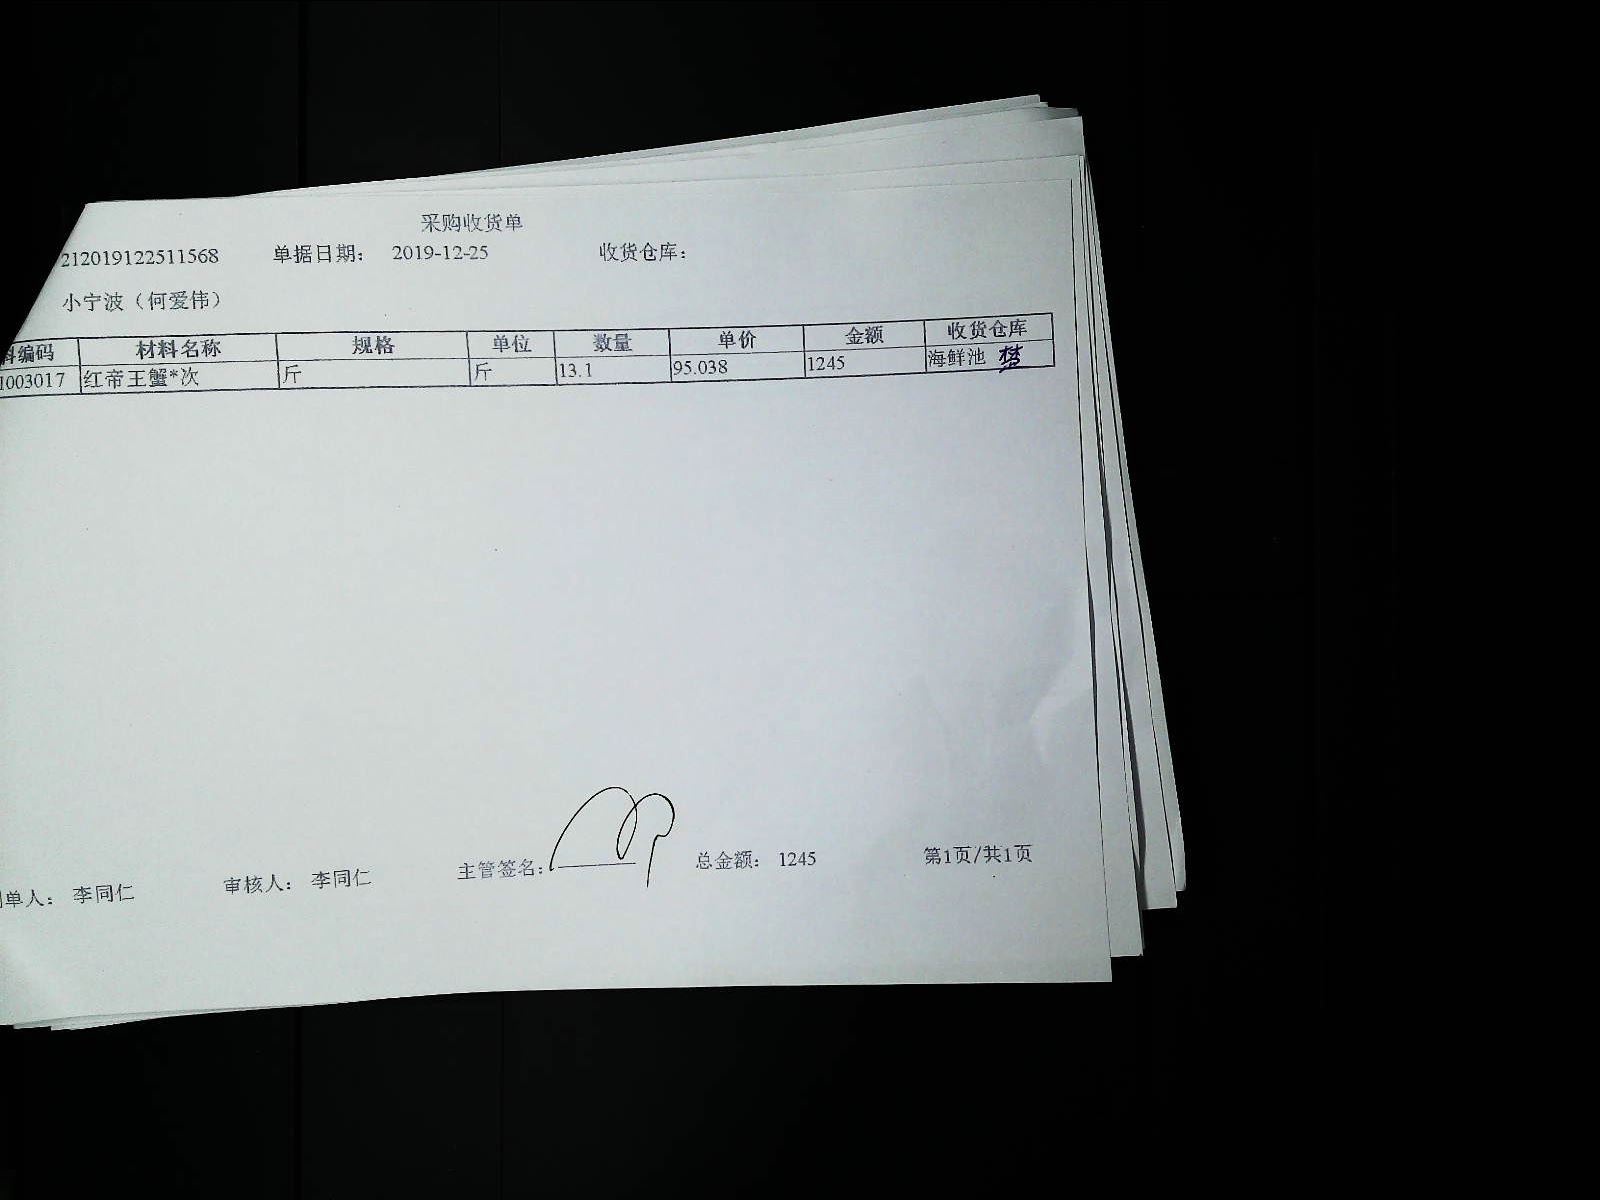 采购收货单
212019122511568 单据日期： 2019-12-25 收货仓库：
小宁波（何爱伟）
料编码 材料名称 规格 单位 数量 单价 金额 收货仓库
1003017 红帝王蟹*次 斤 斤 13.1 95.038 1245 海鲜池
制单人： 李同仁 审核人： 李同仁 主管签名： 总金额： 1245 第1页/共1页